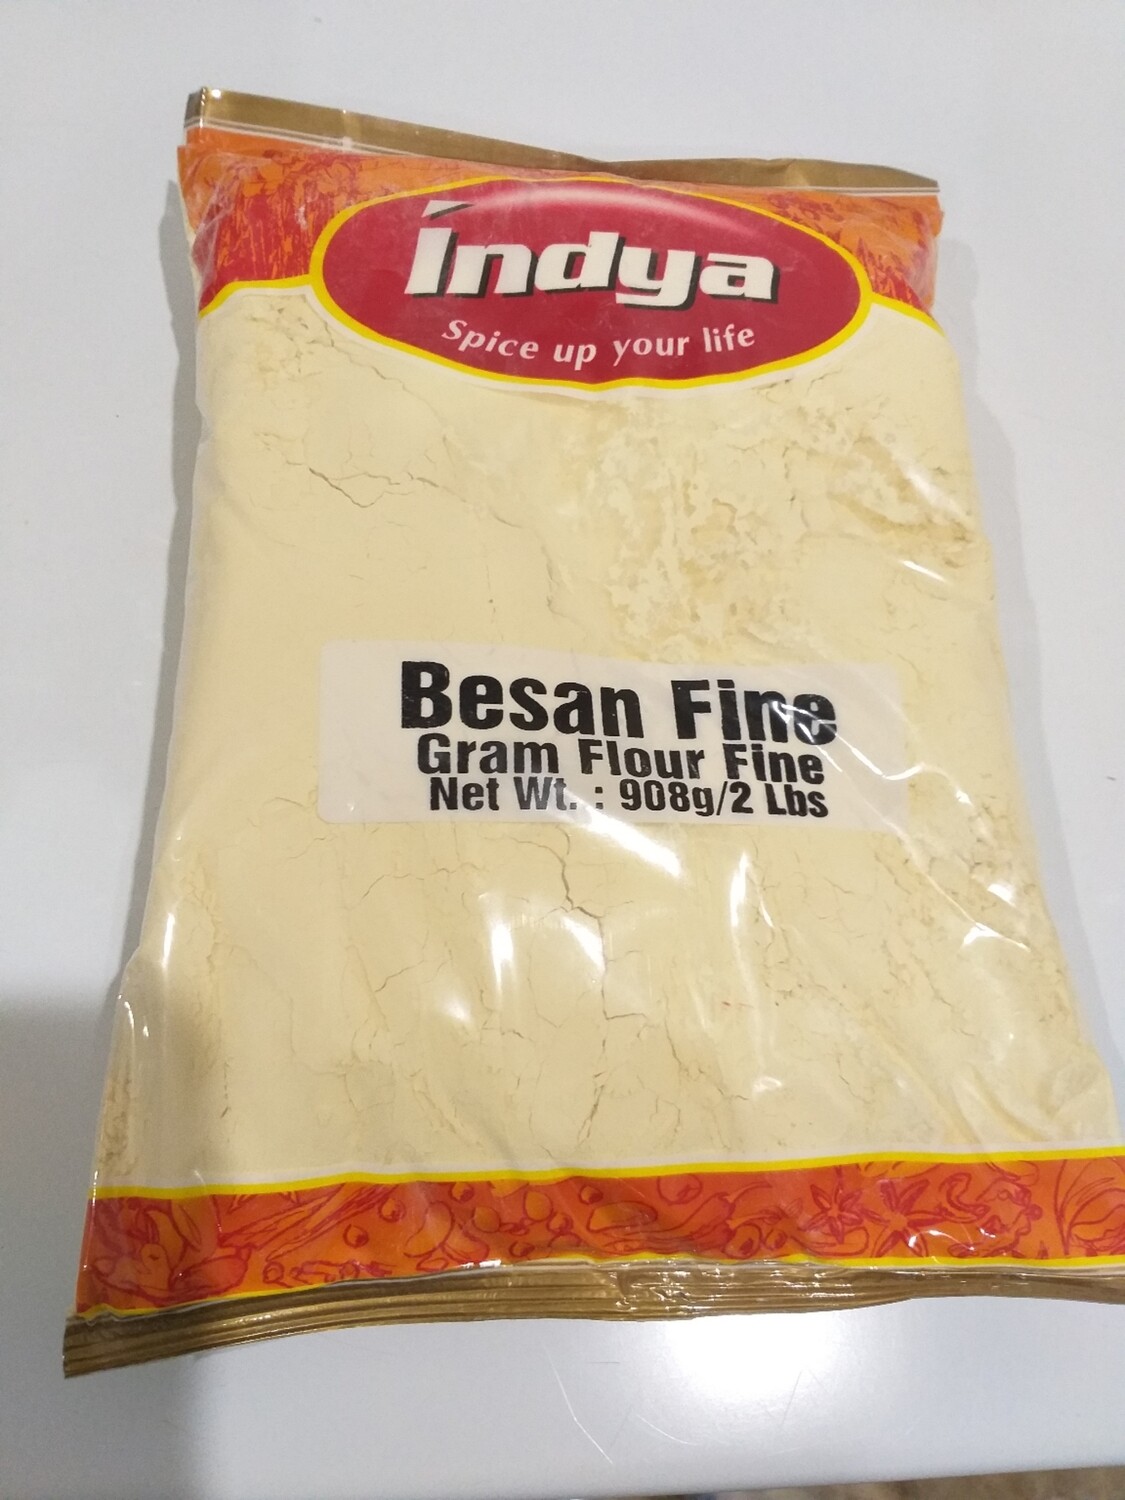 indya
Spice up your life
Besan Fine
Gram Flour Fine
Net Wt. : 908g/2 Lbs